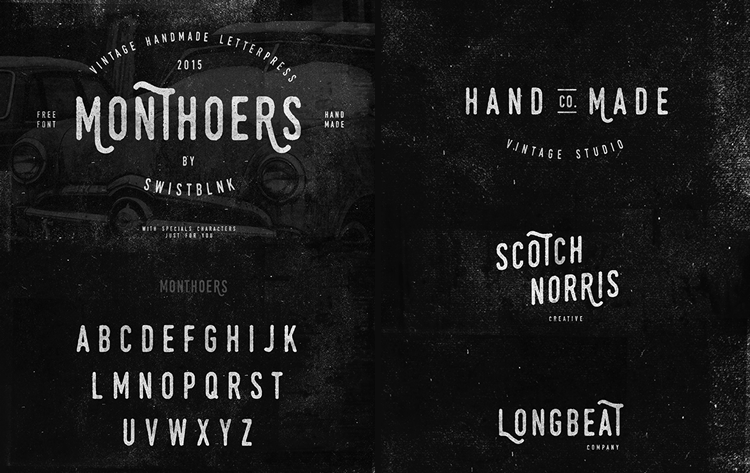 VINTAGE HANDMADE LETTERPRESS
2015
FREE FONT
MONTHOERS
HAND MADE
BY
SWISTBLNK
WITH SPECIALS CHARACTERS
JUST FOR YOU
MONTHOERS
ABCDEFGHIJK
LMNOPQRST
UVWXYZ
HAND CO. MADE
VINTAGE STUDIO
SCOTCH
NORRIS
CREATIVE
LONGBEAT
COMPANY